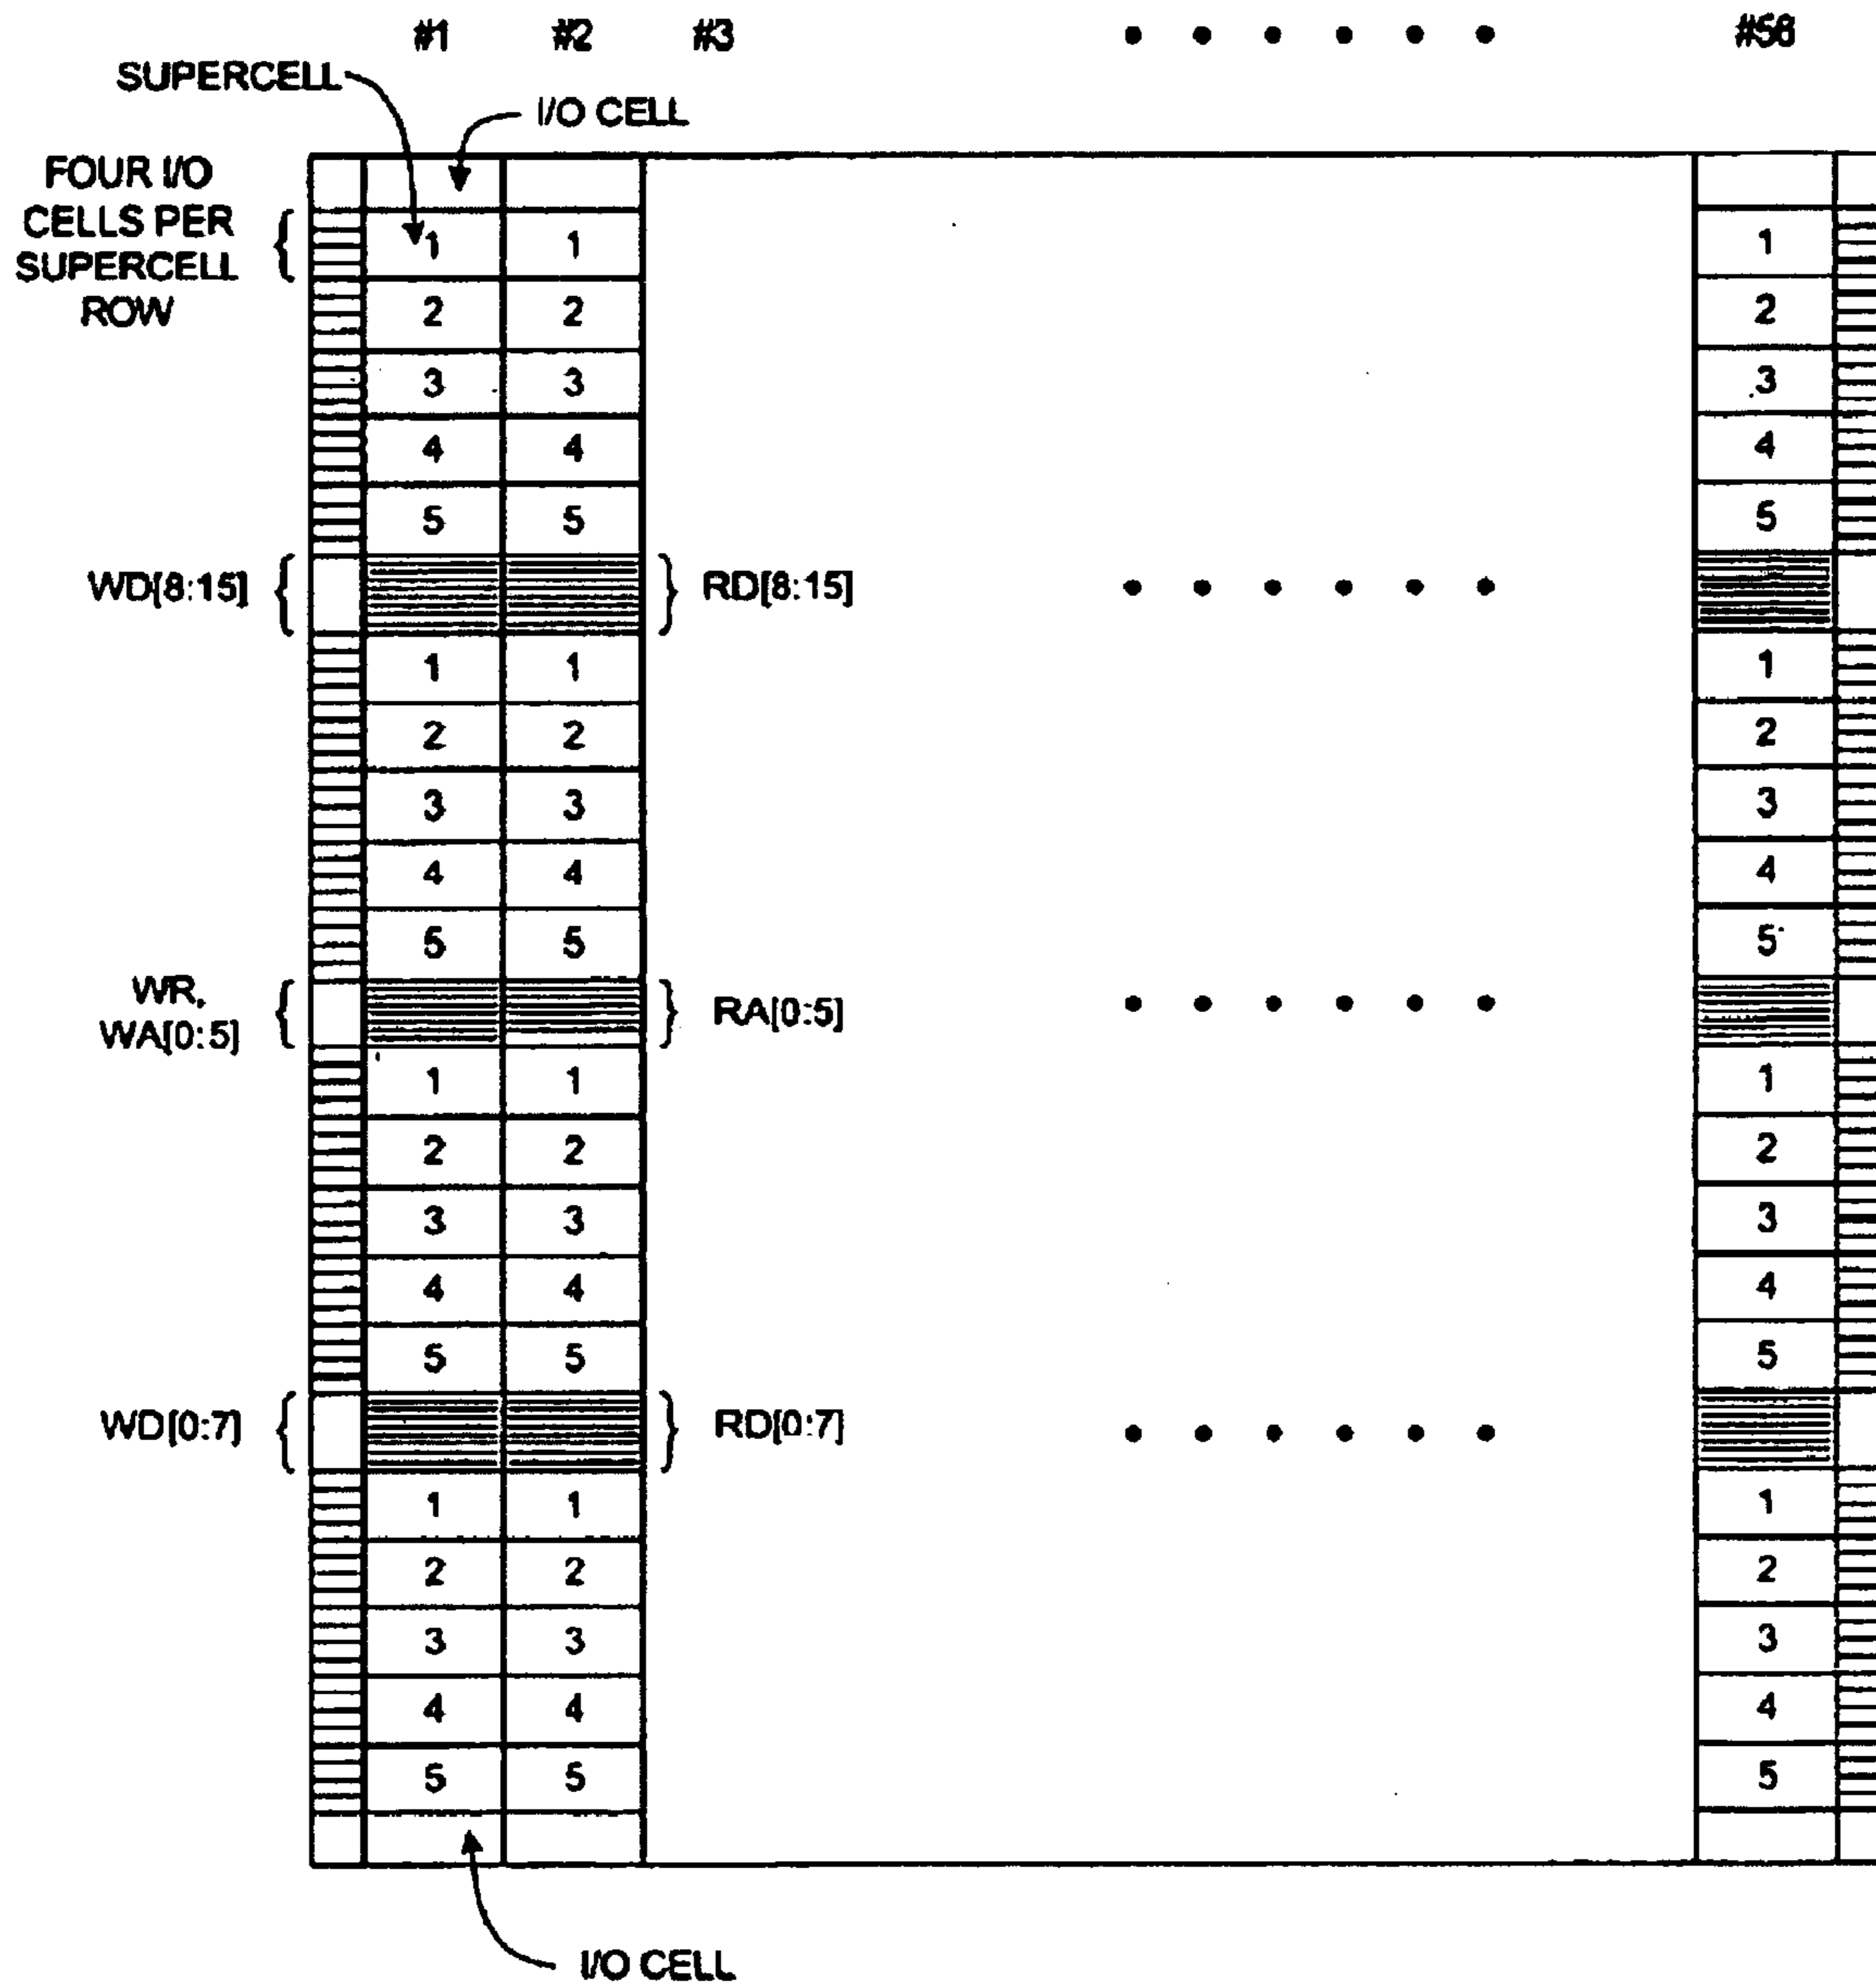 #1 #2 #3 #56
SUPERCELL
I/O CELL
FOUR I/O
CELLS PER
SUPERCELL
ROW
1 1 1
2 2 2
3 3 3
4 4 4
5 5 5
WD[8:15] RD[8:15]
1 1 1
2 2 2
3 3 3
4 4 4
5 5 5
WR,
WA[0:5] RA[0:5]
1 1 1
2 2 2
3 3 3
4 4 4
5 5 5
WD[0:7] RD[0:7]
1 1 1
2 2 2
3 3 3
4 4 4
5 5 5
I/O CELL